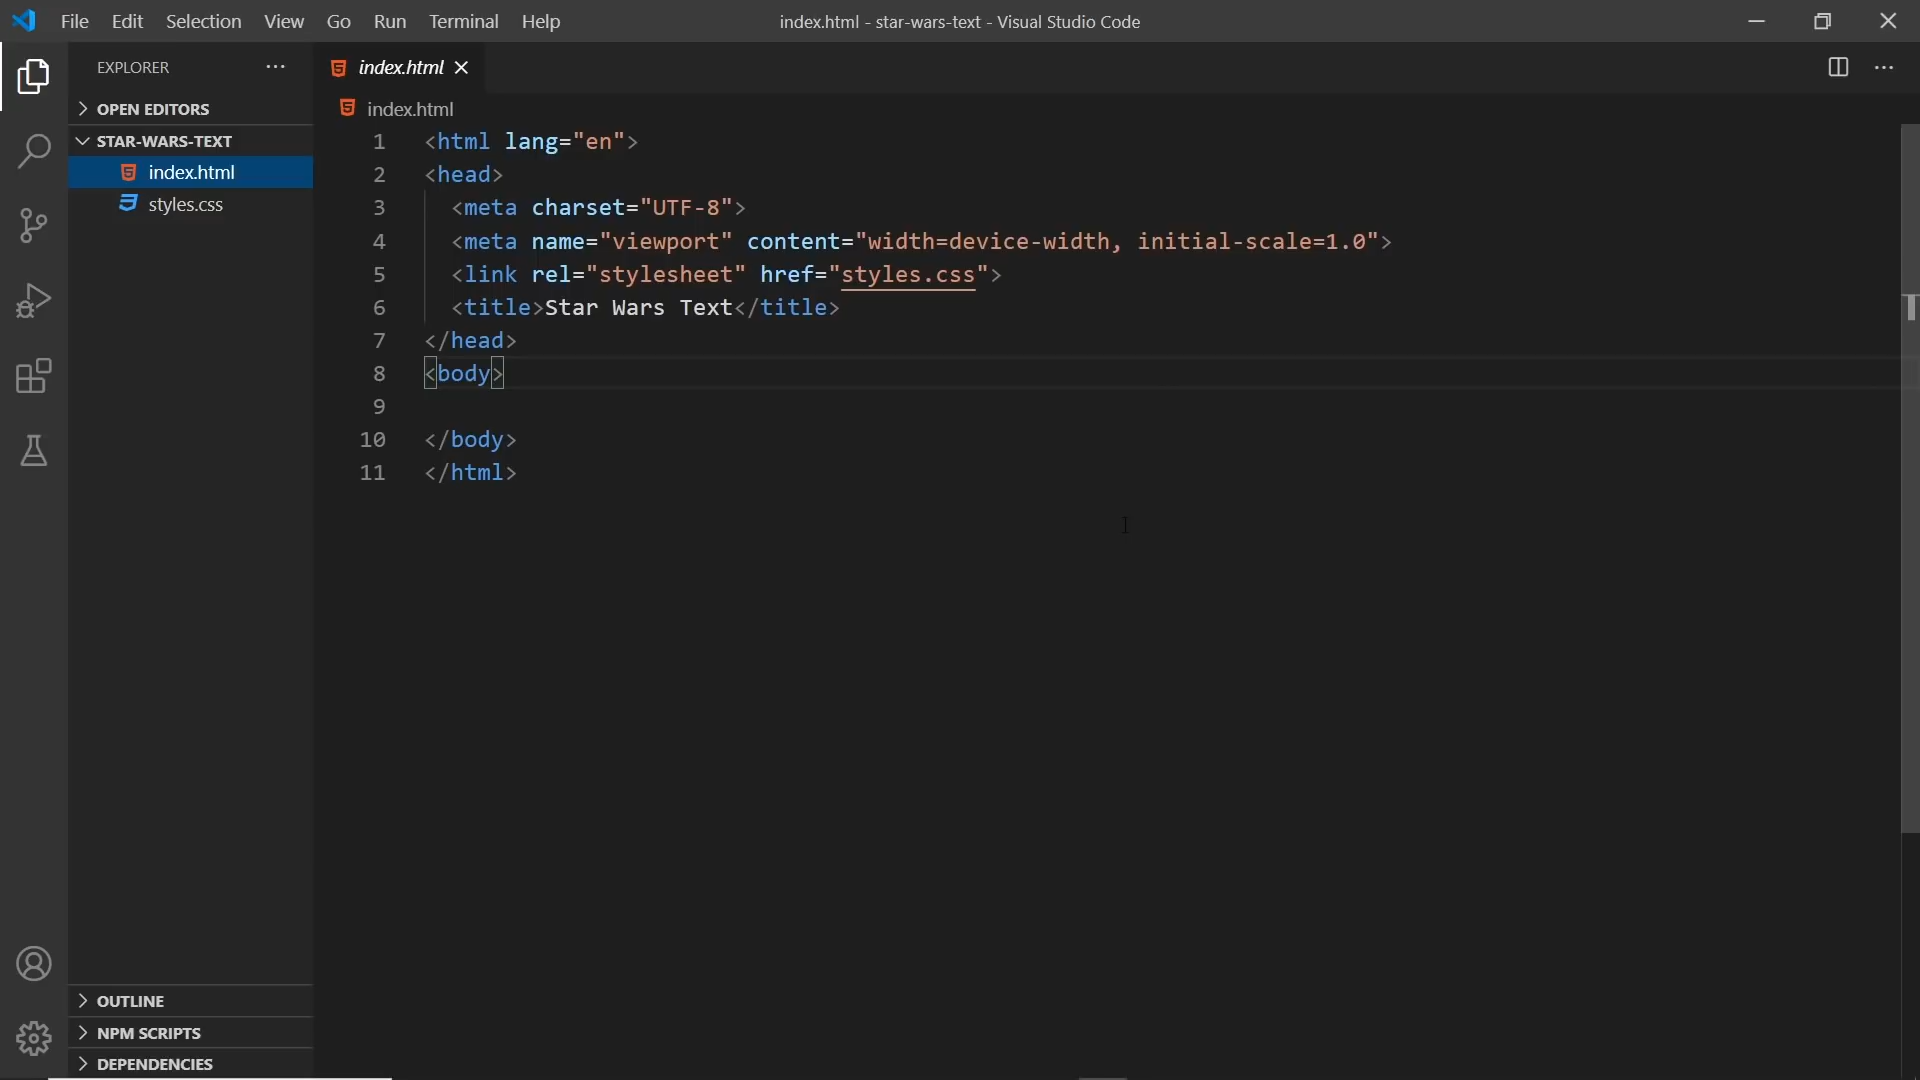 File Edit Selection View Go Run Terminal Help
index.html - star-wars-text - Visual Studio Code
EXPLORER
OPEN EDITORS
STAR-WARS-TEXT
index.html
styles.css
OUTLINE
NPM SCRIPTS
DEPENDENCIES
index.html
index.html
1 <html lang="en">
2 <head>
3 <meta charset="UTF-8">
4 <meta name="viewport" content="width=device-width, initial-scale=1.0">
5 <link rel="stylesheet" href="styles.css">
6 <title>Star Wars Text</title>
7 </head>
8 <body>
9
10 </body>
11 </html>